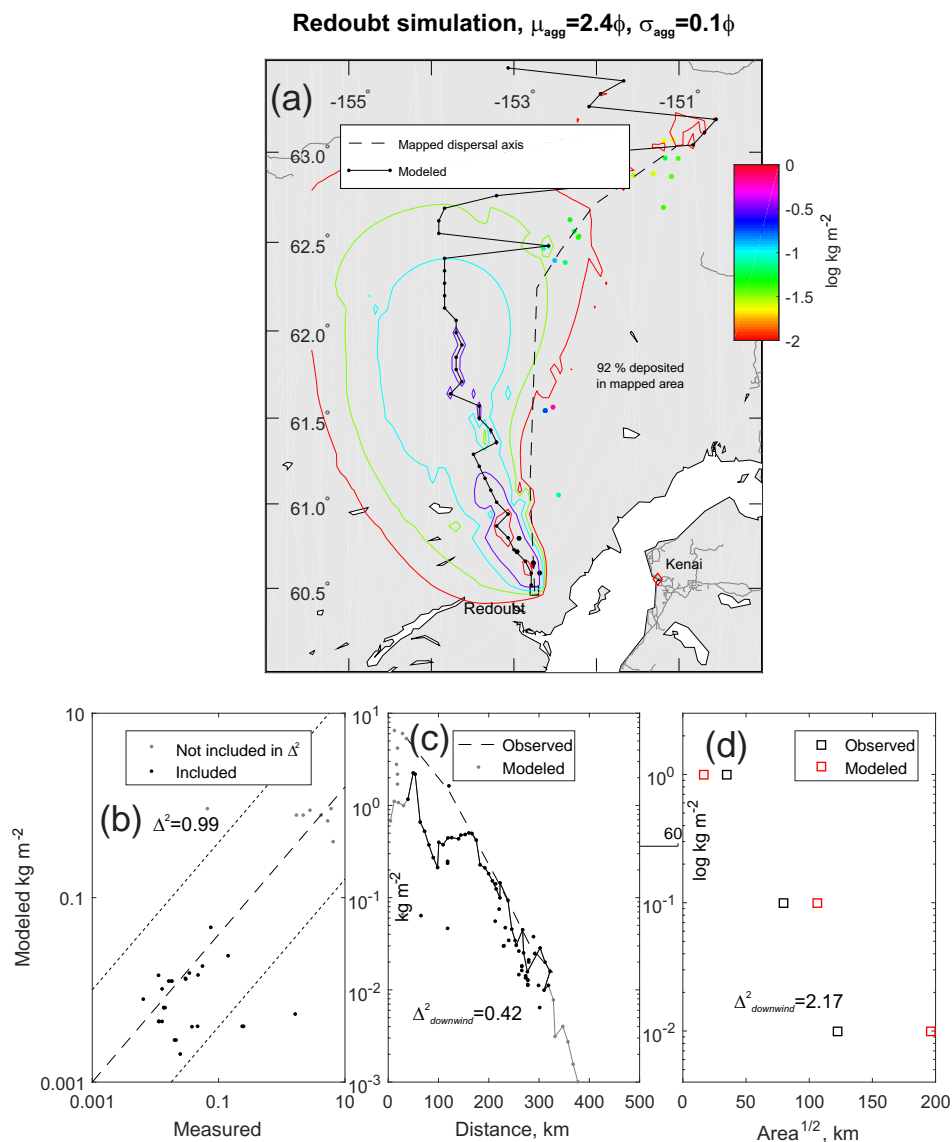 Redoubt simulation, μagg=2.4ϕ, σagg=0.1ϕ
(a)
-155° -153° -151°
Mapped dispersal axis
Modeled
63.0°
62.5°
62.0°
61.5°
61.0°
60.5°
0
-0.5
-1
-1.5
-2
log kg m-2
92 % deposited
in mapped area
Kenai
Redoubt
60
(b)
10
0.1
0.001
Modeled kg m-2
Not included in Δ²
Included
Δ²=0.99
0.001 0.1 10
Measured
(c)
10¹
10⁰
10⁻¹
10⁻²
10⁻³
kg m-2
Observed
Modeled
Δ²downwind=0.42
0 100 200 300 400 500
Distance, km
(d)
10⁰
10⁻¹
10⁻²
log kg m-2
Observed
Modeled
Δ²downwind=2.17
0 50 100 150 200
Area1/2, km